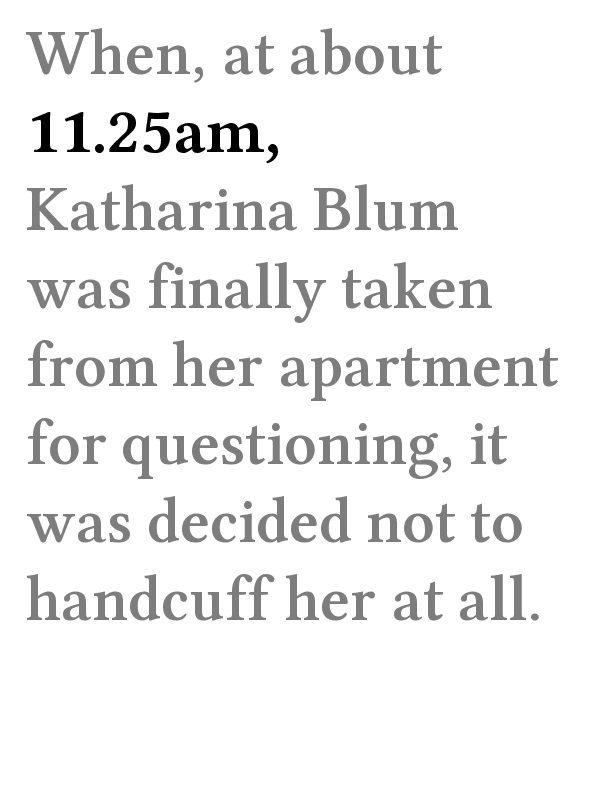 When, at about
11.25am,
Katharina Blum
was finally taken
from her apartment
for questioning, it
was decided not to
handcuff her at all.